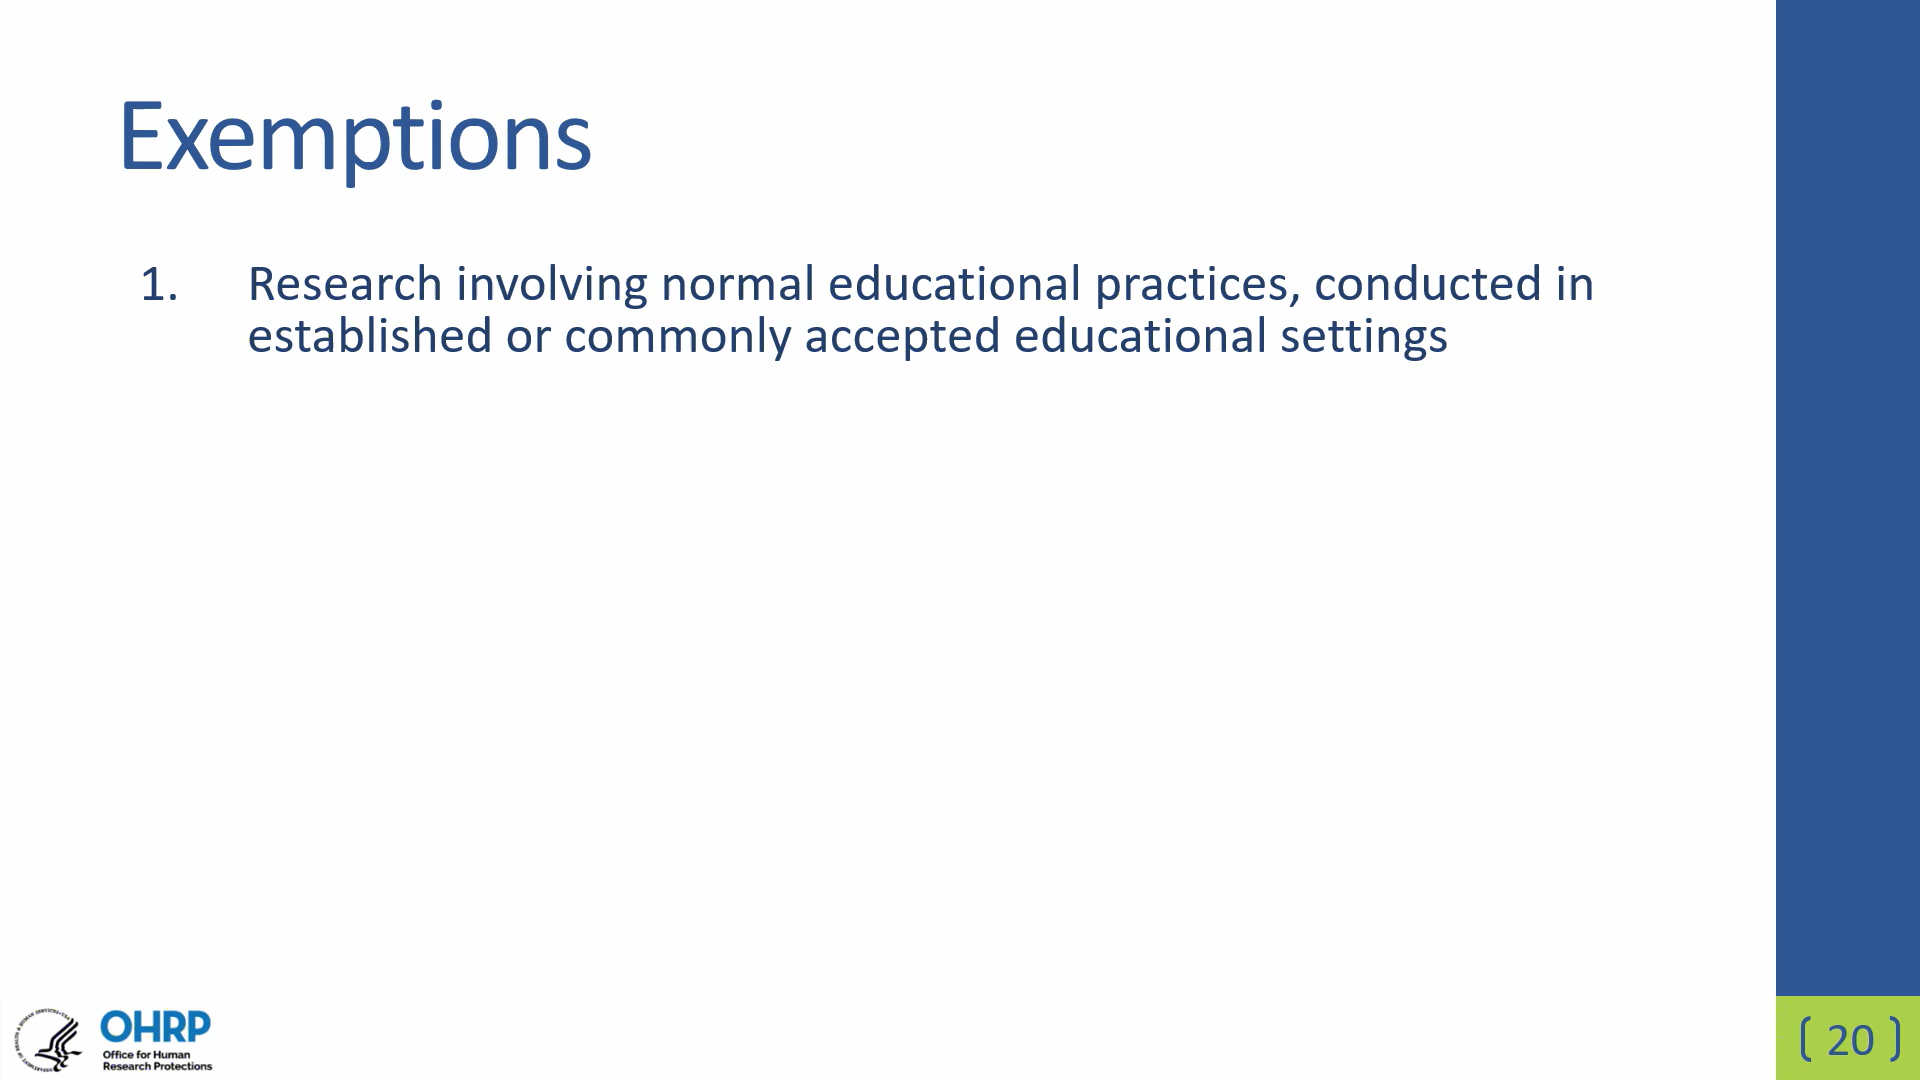 Exemptions
1. Research involving normal educational practices, conducted in
established or commonly accepted educational settings
OHRP
Office for Human
Research Protections
20